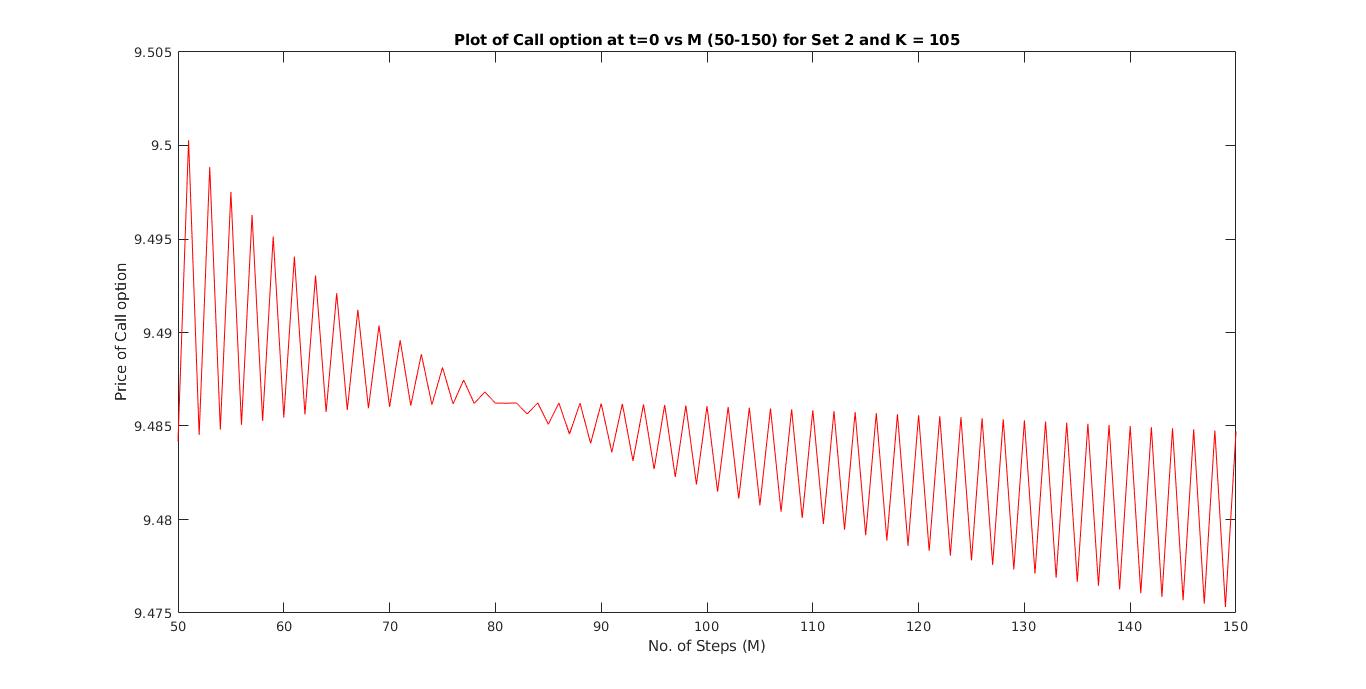 Plot of Call option at t=0 vs M (50-150) for Set 2 and K = 105
9.505
9.5
9.495
9.49
9.485
9.48
9.475
Price of Call option
50 60 70 80 90 100 110 120 130 140 150
No. of Steps (M)